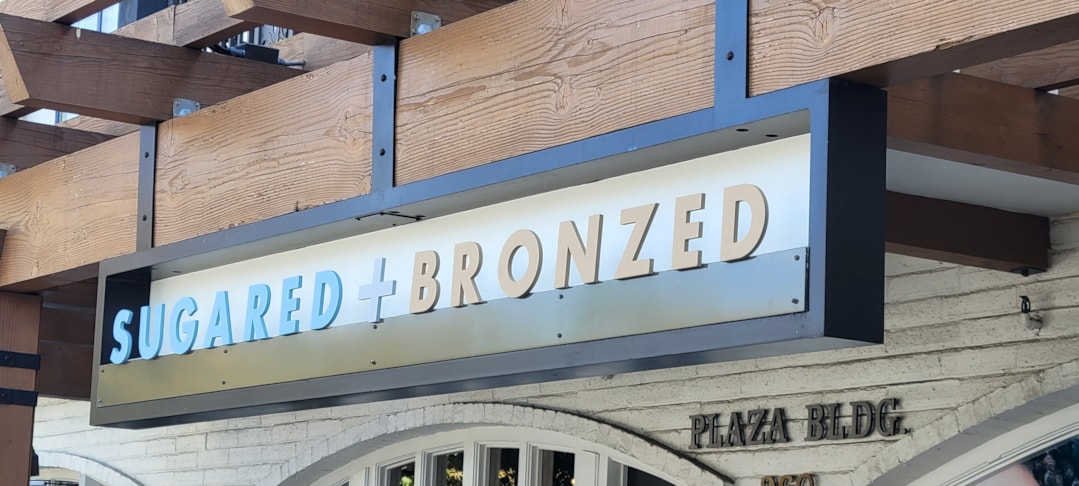 SUGARED + BRONZED
PLAZA BLDG.